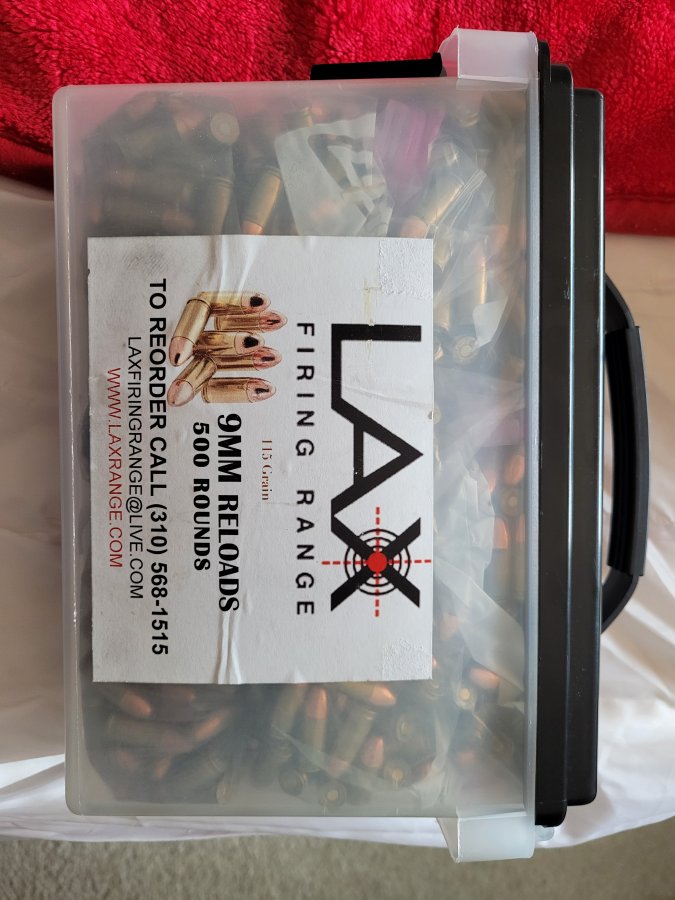 LAX
FIRING RANGE
115 Grain
9MM RELOADS
500 ROUNDS
TO REORDER CALL (310) 568-1515
LAXFIRINGRANGE@LIVE.COM
WWW.LAXRANGE.COM